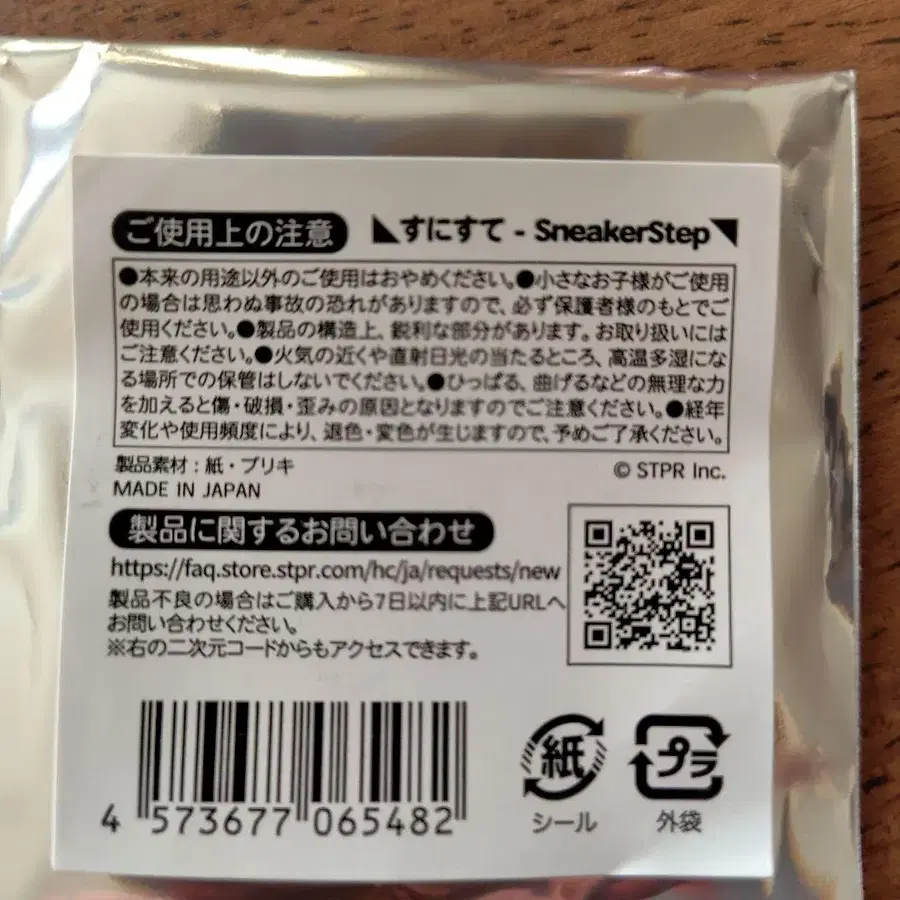 ご使用上の注意
すにすて - SneakerStep
●本来の用途以外のご使用はおやめください。●小さなお子様がご使用
の場合は思わぬ事故の恐れがありますので、必ず保護者様のもとでご
使用ください。●製品の構造上、鋭利な部分があります。お取り扱いには
ご注意ください。●火気の近くや直射日光の当たるところ、高温多湿にな
る場所での保管はしないでください。●ひっぱる、曲げるなどの無理な力
を加えると傷・破損・歪みの原因となりますのでご注意ください。●経年
変化や使用頻度により、退色・変色が生じますので、予めご了承ください。
製品素材：紙・ブリキ
© STPR Inc.
MADE IN JAPAN
製品に関するお問い合わせ
https://faq.store.stpr.com/hc/ja/requests/new
製品不良の場合はご購入から7日以内に上記URLへ
お問い合わせください。
※右の二次元コードからもアクセスできます。
4 573677 065482
紙
シール
プラ
外袋